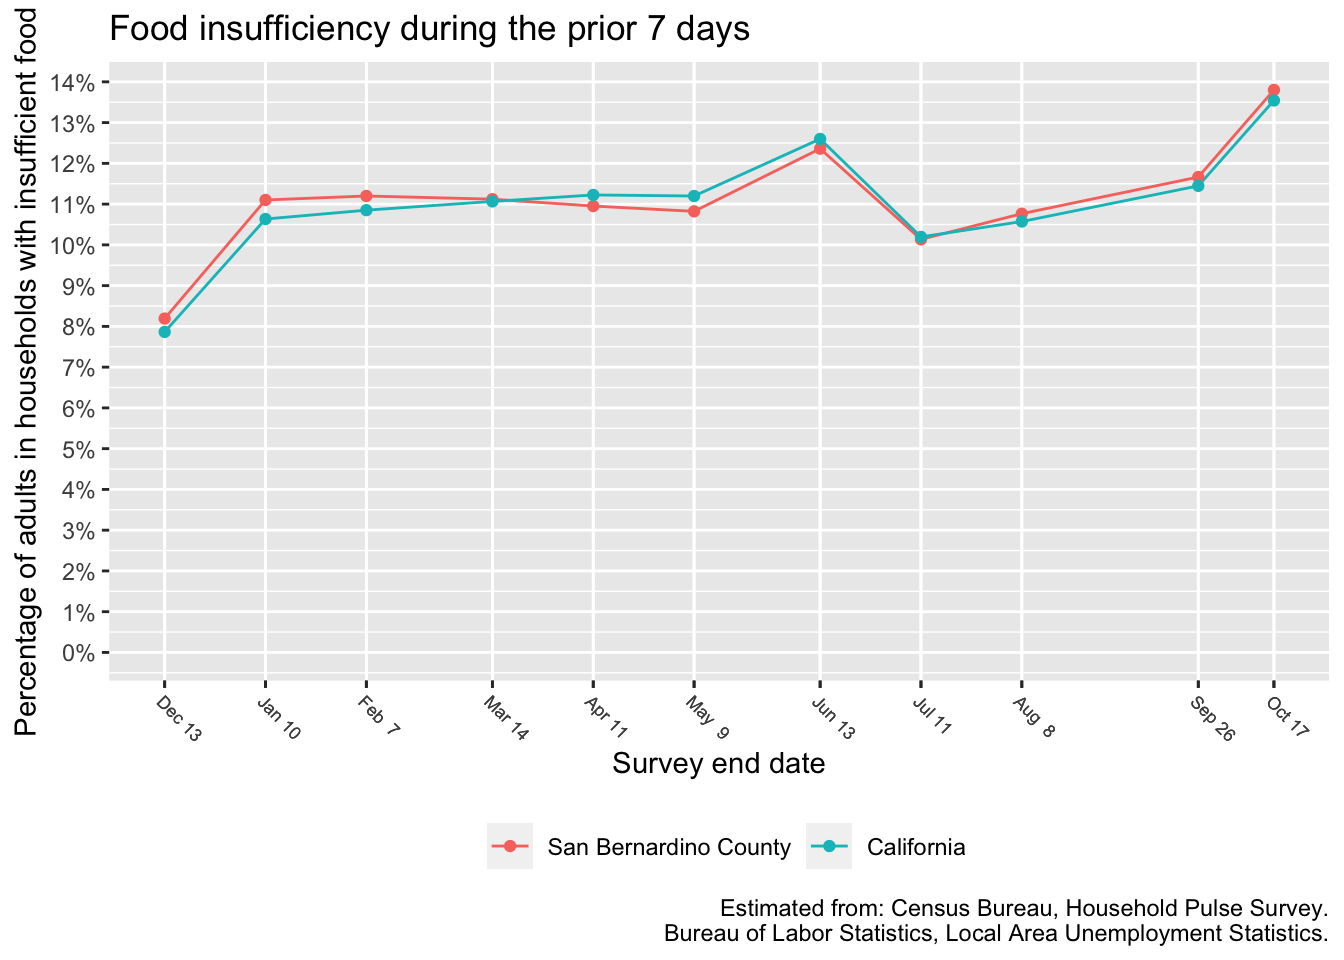 Food insufficiency during the prior 7 days
Percentage of adults in households with insufficient food
14%
13%
12%
11%
10%
9%
8%
7%
6%
5%
4%
3%
2%
1%
0%
Dec 13
Jan 10
Feb 7
Mar 14
Apr 11
May 9
Jun 13
Jul 11
Aug 8
Sep 26
Oct 17
Survey end date
San Bernardino County
California
Estimated from: Census Bureau, Household Pulse Survey.
Bureau of Labor Statistics, Local Area Unemployment Statistics.